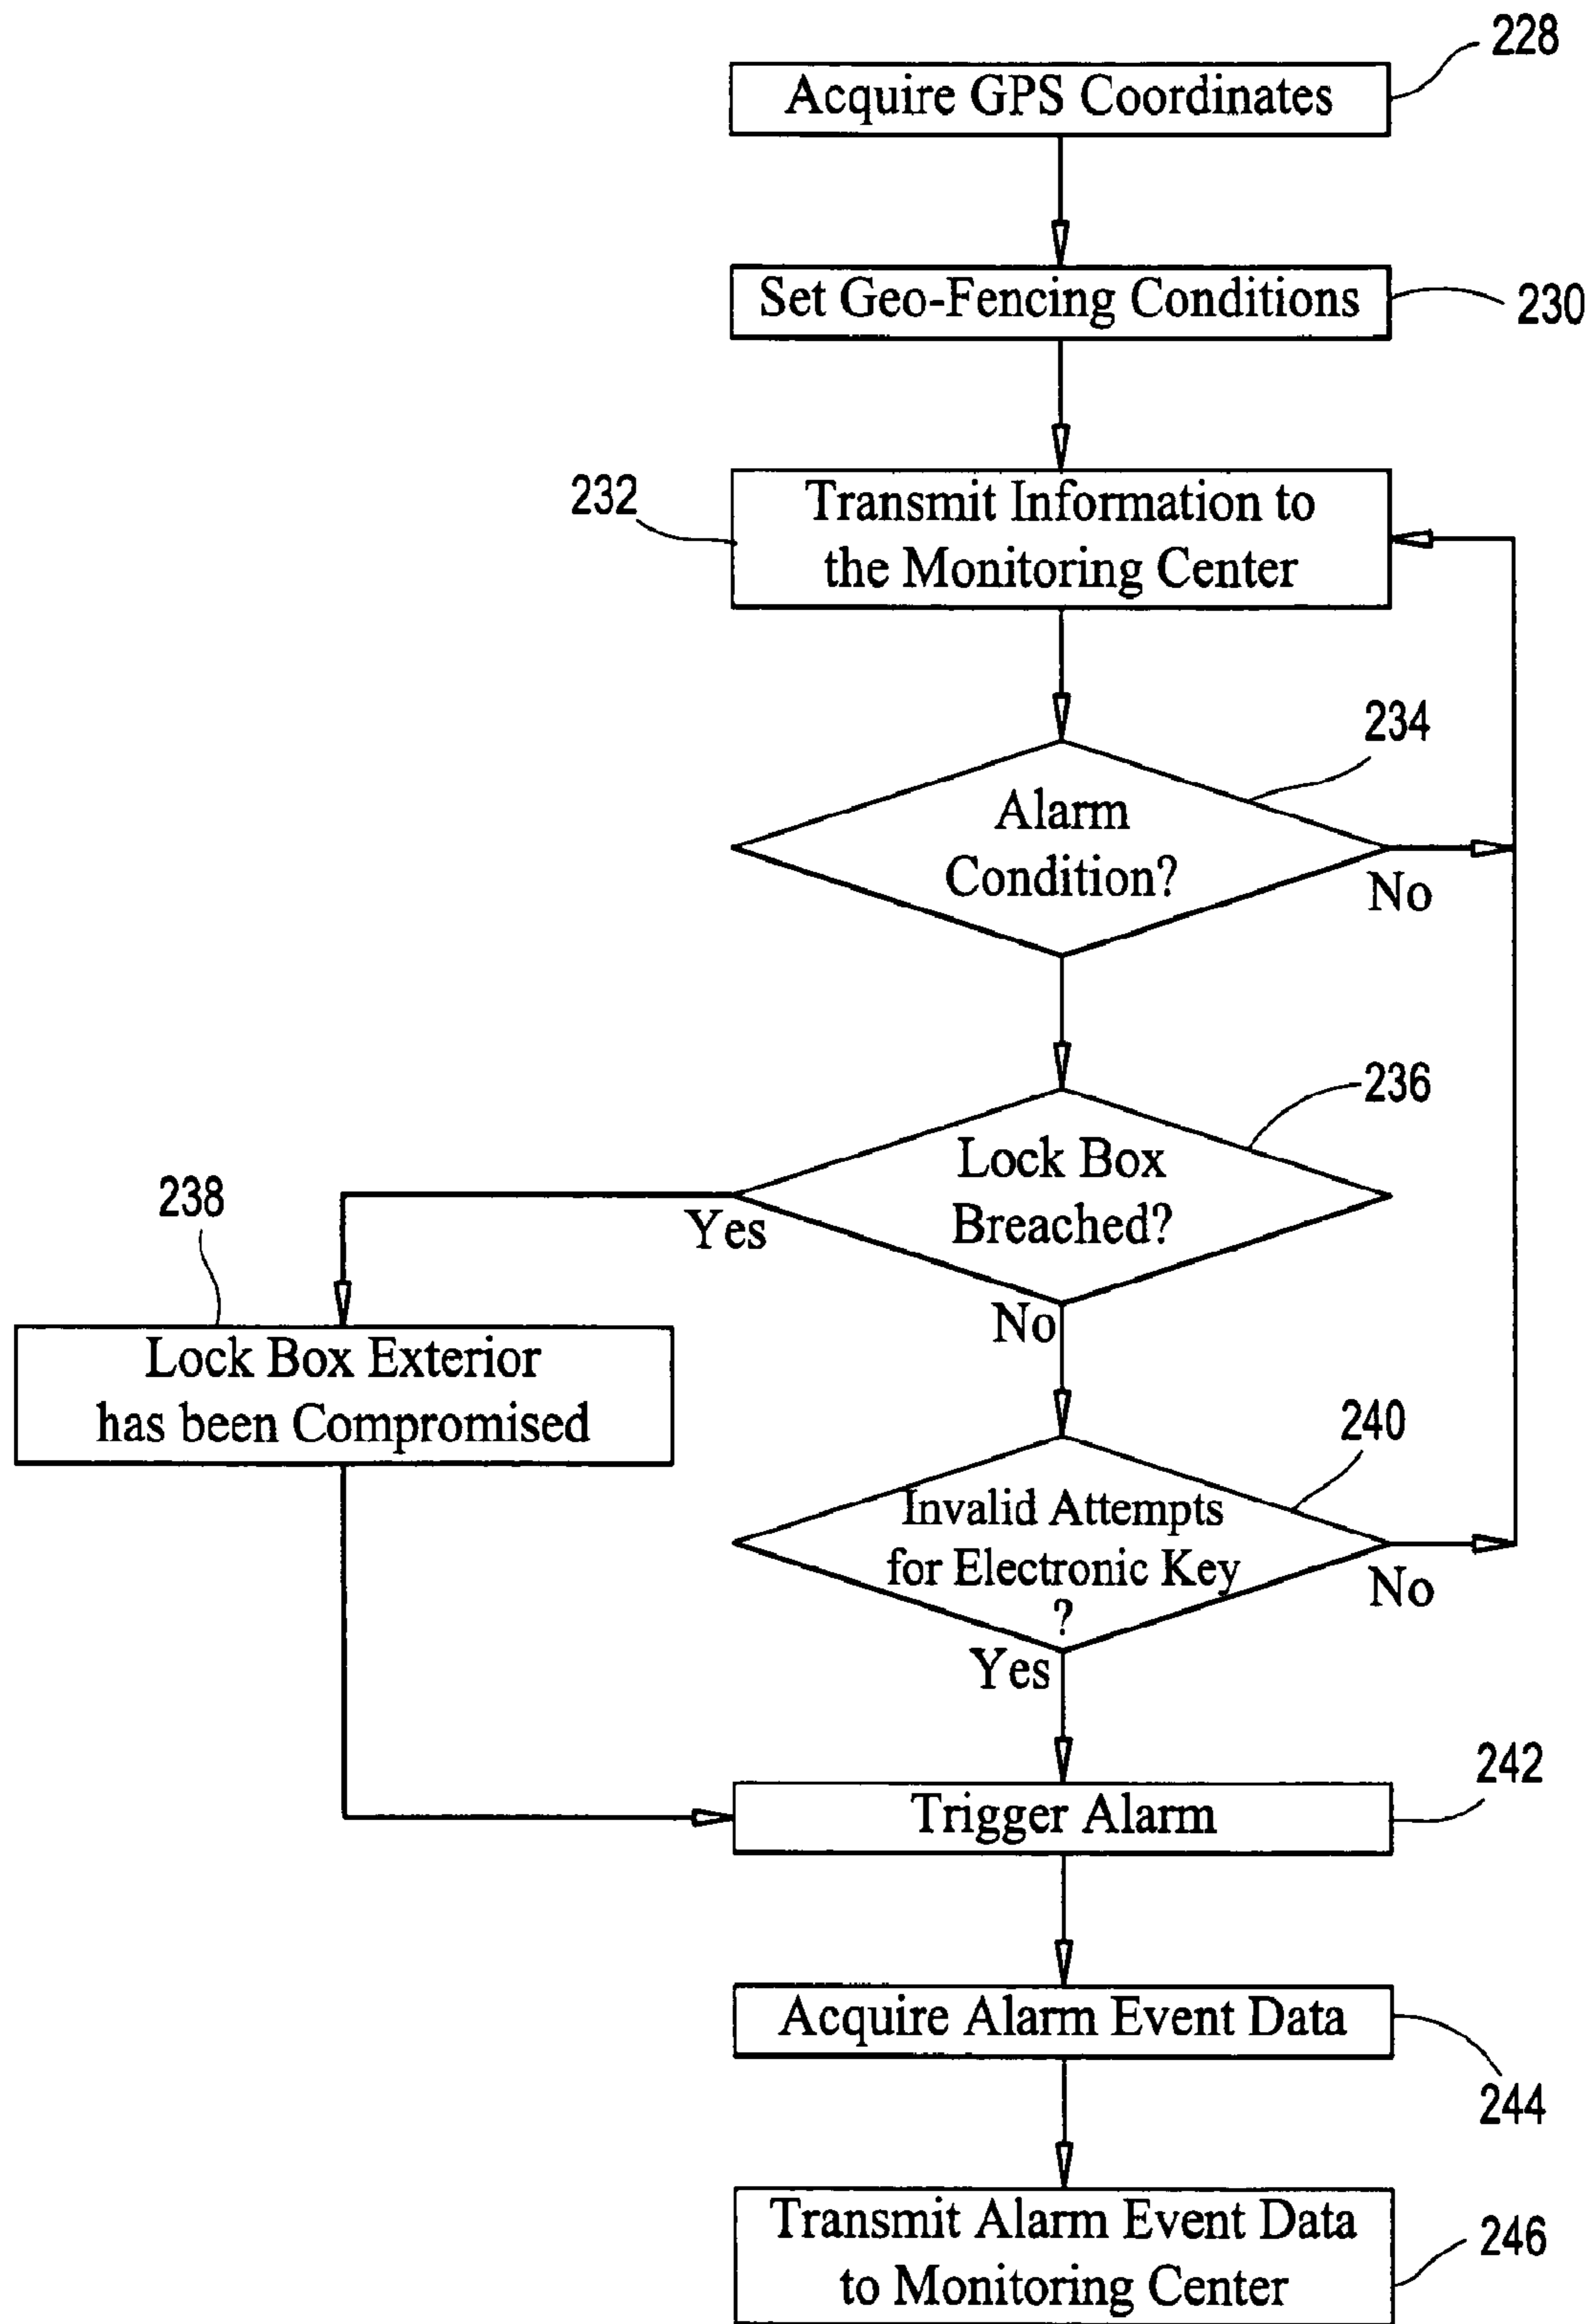 228
Acquire GPS Coordinates
Set Geo-Fencing Conditions
230
232
Transmit Information to
the Monitoring Center
234
Alarm
Condition?
No
236
Lock Box
Breached?
Yes
No
238
Lock Box Exterior
has been Compromised
240
Invalid Attempts
for Electronic Key
?
No
Yes
242
Trigger Alarm
Acquire Alarm Event Data
244
Transmit Alarm Event Data
to Monitoring Center
246